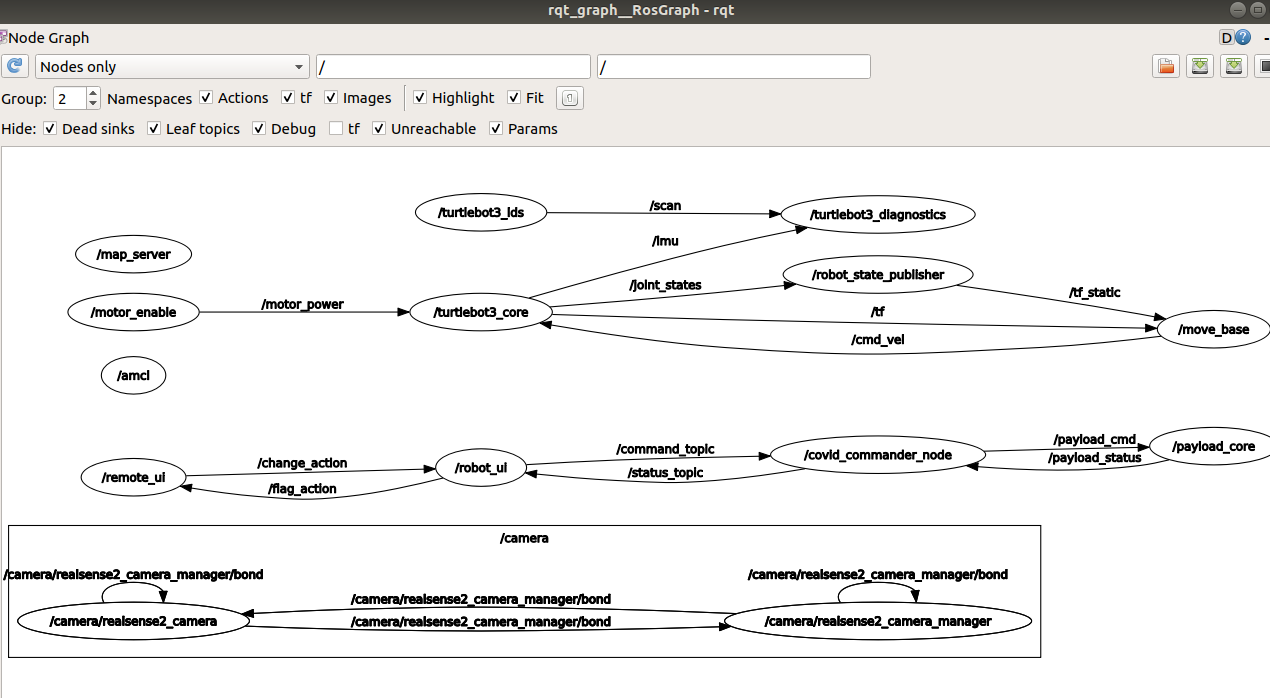 rqt_graph__RosGraph - rqt
Node Graph D ? -
Nodes only / /
Group: 2 Namespaces Actions tf Images Highlight Fit
Hide: Dead sinks Leaf topics Debug tf Unreachable Params
/turtlebot3_lds /scan /turtlebot3_diagnostics
/imu
/map_server
/robot_state_publisher
/joint_states
/tf_static
/motor_enable /motor_power /turtlebot3_core /tf
/move_base
/cmd_vel
/amcl
/remote_ui /change_action /robot_ui /command_topic /covid_commander_node /payload_cmd /payload_core
/flag_action /status_topic /payload_status
/camera
/camera/realsense2_camera_manager/bond /camera/realsense2_camera_manager/bond
/camera/realsense2_camera_manager/bond
/camera/realsense2_camera /camera/realsense2_camera_manager/bond /camera/realsense2_camera_manager